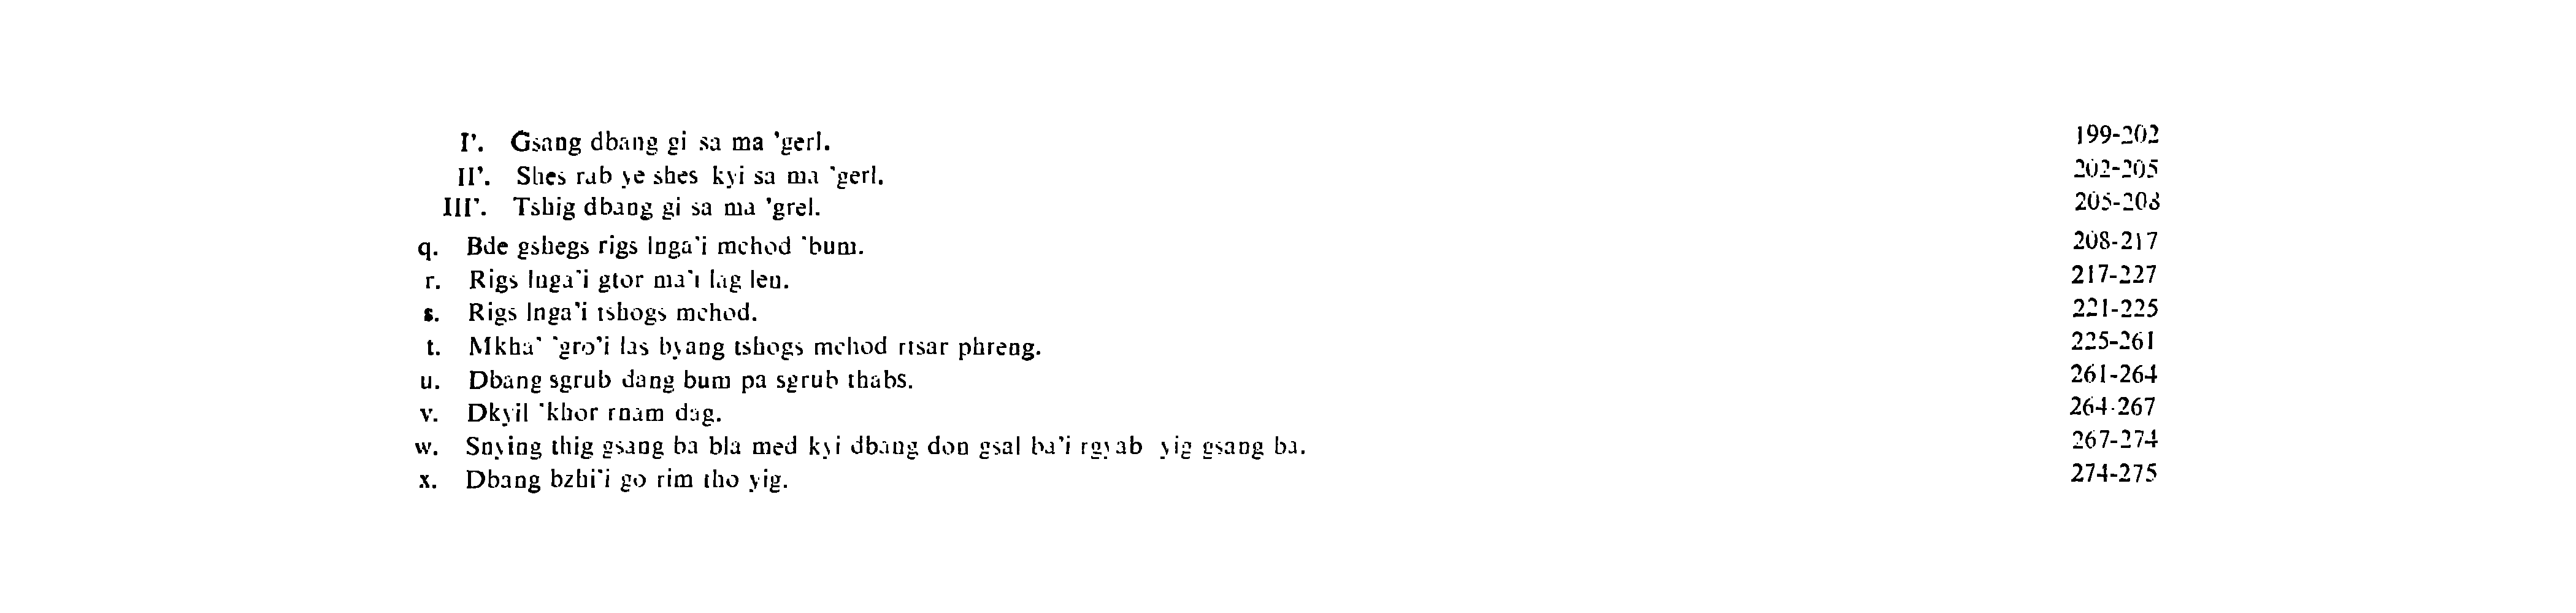 I'. Gsang dbang gi sa ma 'gerl. 199-202
II'. Shes rab ye shes kyi sa ma 'gerl. 202-205
III'. Tshig dbang gi sa ma 'grel. 205-208
q. Bde gshegs rigs lnga'i mchod 'bum. 208-217
r. Rigs lnga'i gtor ma'i lag len. 217-227
s. Rigs lnga'i tshogs mchod. 221-225
t. Mkha' 'gro'i las byang tshogs mchod rtsar phreng. 225-261
u. Dbang sgrub dang bum pa sgrub thabs. 261-264
v. Dkyil 'khor rnam dag. 264-267
w. Snying thig gsang ba bla med kyi dbang don gsal ba'i rgyab yig gsang ba. 267-274
x. Dbang bzhi'i go rim tho yig. 274-275